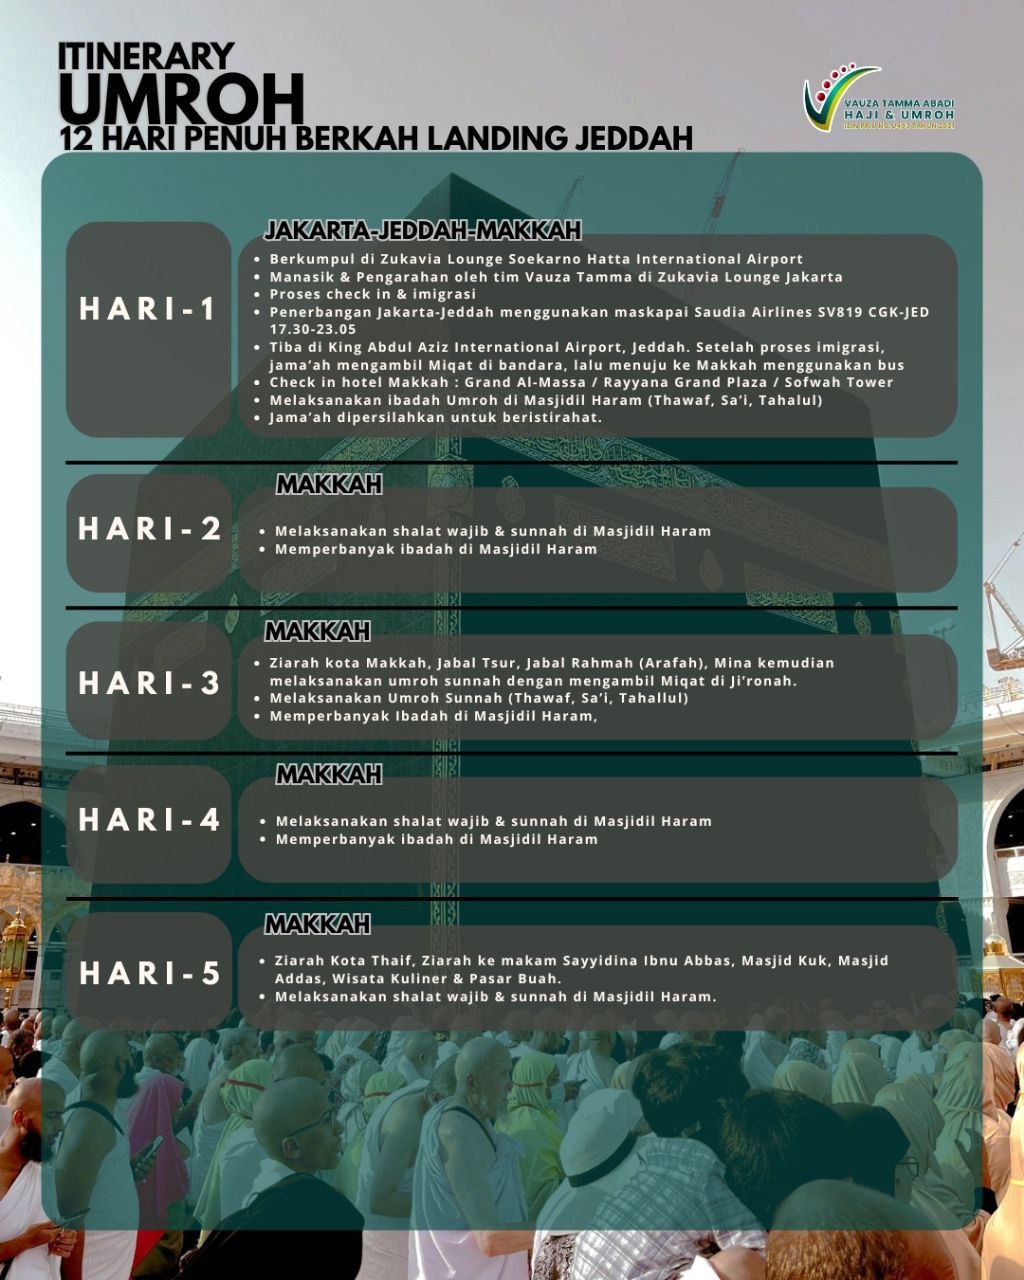 ITINERARY
UMROH
12 HARI PENUH BERKAH LANDING JEDDAH
VAUZA TAMMA ABADI
HAJI & UMROH
HARI-1
JAKARTA-JEDDAH-MAKKAH
• Berkumpul di Zukavia Lounge Soekarno Hatta International Airport
• Manasik & Pengarahan oleh tim Vauza Tamma di Zukavia Lounge Jakarta
• Proses check in & imigrasi
• Penerbangan Jakarta-Jeddah menggunakan maskapai Saudia Airlines SV819 CGK-JED
17.30-23.05
• Tiba di King Abdul Aziz International Airport, Jeddah. Setelah proses imigrasi,
jama’ah mengambil Miqat di bandara, lalu menuju ke Makkah menggunakan bus
• Check in hotel Makkah : Grand Al-Massa / Rayyana Grand Plaza / Sofwah Tower
• Melaksanakan ibadah Umroh di Masjidil Haram (Thawaf, Sa’i, Tahalul)
• Jama’ah dipersilahkan untuk beristirahat.
HARI-2
MAKKAH
• Melaksanakan shalat wajib & sunnah di Masjidil Haram
• Memperbanyak ibadah di Masjidil Haram
HARI-3
MAKKAH
• Ziarah kota Makkah, Jabal Tsur, Jabal Rahmah (Arafah), Mina kemudian
melaksanakan umroh sunnah dengan mengambil Miqat di Ji’ronah.
• Melaksanakan Umroh Sunnah (Thawaf, Sa’i, Tahallul)
• Memperbanyak Ibadah di Masjidil Haram,
HARI-4
MAKKAH
• Melaksanakan shalat wajib & sunnah di Masjidil Haram
• Memperbanyak ibadah di Masjidil Haram
HARI-5
MAKKAH
• Ziarah Kota Thaif, Ziarah ke makam Sayyidina Ibnu Abbas, Masjid Kuk, Masjid
Addas, Wisata Kuliner & Pasar Buah.
• Melaksanakan shalat wajib & sunnah di Masjidil Haram.